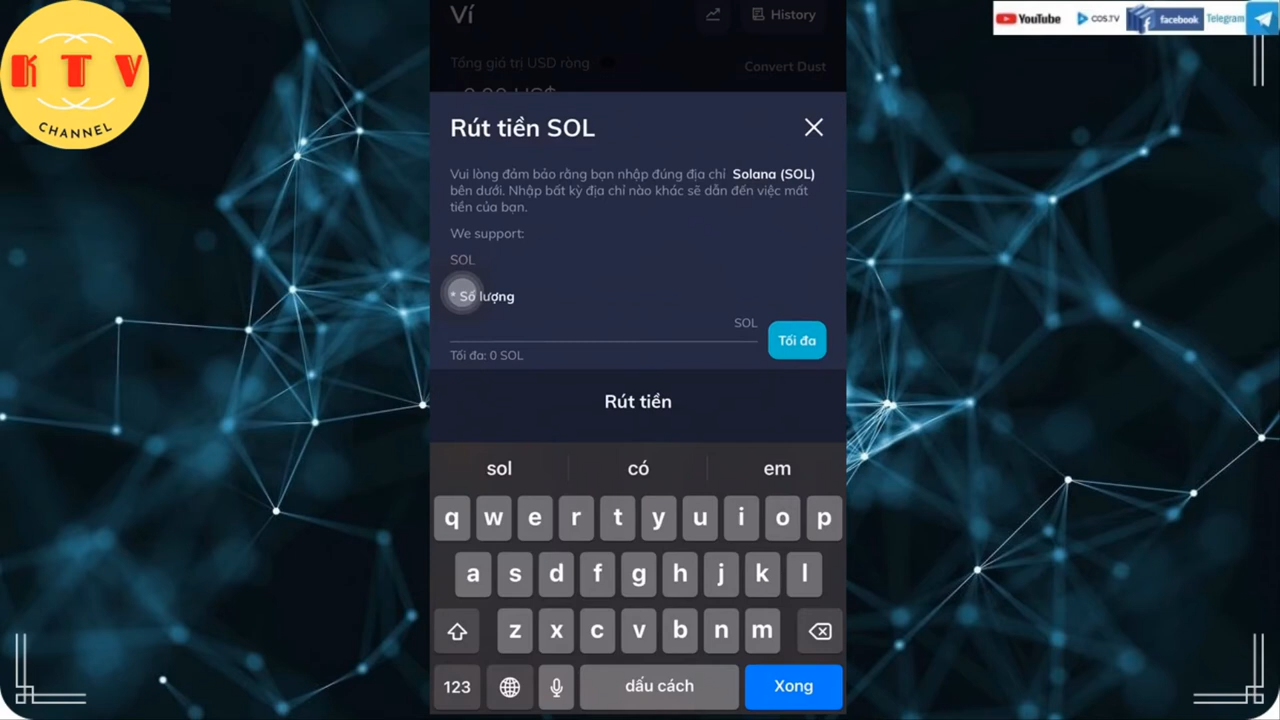 K T V
CHANNEL
YouTube
COS.TV
facebook
Telegram
Ví
History
Tổng giá trị USD ròng
Convert Dust
Rút tiền SOL
Vui lòng đảm bảo rằng bạn nhập đúng địa chỉ Solana (SOL)
bên dưới. Nhập bất kỳ địa chỉ nào khác sẽ dẫn đến việc mất
tiền của bạn.
We support:
SOL
* Số lượng
SOL
Tối đa
Tối đa: 0 SOL
Rút tiền
sol có em
q w e r t y u i o p
a s d f g h j k l
z x c v b n m
123 dấu cách Xong